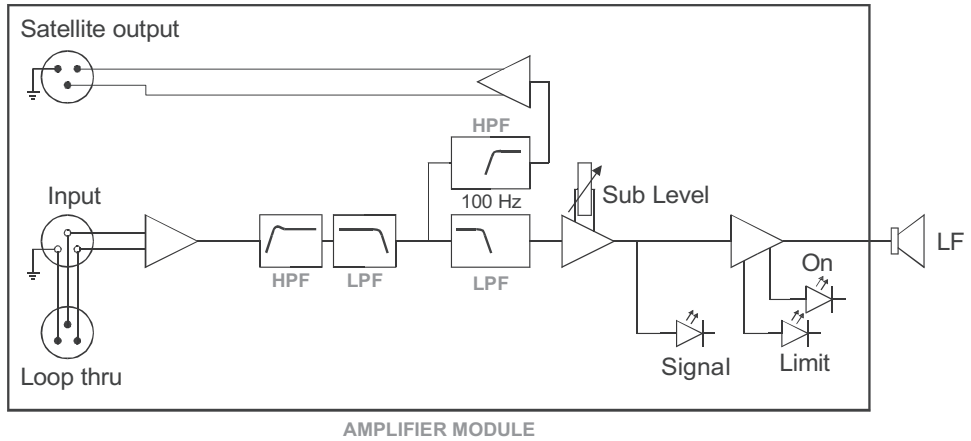 Satellite output
HPF
100 Hz
Input
Sub Level
LF
HPF
LPF
LPF
On
Signal
Limit
Loop thru
AMPLIFIER MODULE